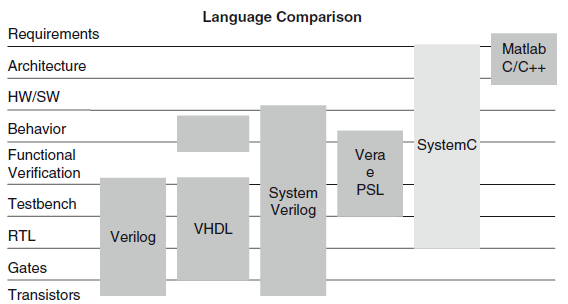 Language Comparison
Requirements
Architecture
HW/SW
Behavior
Functional
Verification
Testbench
RTL
Gates
Transistors
Verilog
VHDL
System
Verilog
Vera
e
PSL
SystemC
Matlab
C/C++